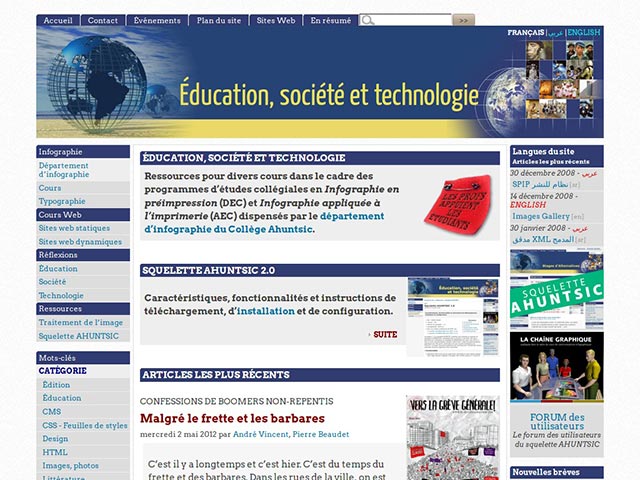 Accueil
Contact
Événements
Plan du site
Sites Web
En résumé
>>
FRANÇAIS | عربي | ENGLISH
Éducation, société et technologie
Infographie
Département
d'infographie
Cours
Typographie
Cours Web
Sites web statiques
Sites web dynamiques
Réflexions
Éducation
Société
Technologie
Ressources
Traitement de l'image
Squelette AHUNTSIC
Mots-clés
CATÉGORIE
Édition
Éducation
CMS
CSS - Feuilles de styles
Design
HTML
Images, photos
Littérature
ÉDUCATION, SOCIÉTÉ ET TECHNOLOGIE
Ressources pour divers cours dans le cadre des
programmes d'études collégiales en Infographie en
préimpression (DEC) et Infographie appliquée à
l'imprimerie (AEC) dispensés par le département
d'infographie du Collège Ahuntsic.
LES PROFS
APPUIENT
LES
ÉTUDIANTS
SQUELETTE AHUNTSIC 2.0
Caractéristiques, fonctionnalités et instructions de
téléchargement, d'installation et de configuration.
SUITE
Éducation, société et technologie
ARTICLES LES PLUS RÉCENTS
CONFESSIONS DE BOOMERS NON-REPENTIS
Malgré le frette et les barbares
mercredi 2 mai 2012 par André Vincent, Pierre Beaudet
C'est il y a longtemps et c'est hier. C'est du temps du
frette et des barbares. Dans les rues de la ville, on est
VERS LA GRÈVE GÉNÉRALE!
Langues du site
Articles les plus récents
30 décembre 2008 - عربي
نظام للنشر SPIP [ar]
14 décembre 2008 -
ENGLISH
Images Gallery [en]
30 janvier 2008 - عربي
مدقق XML المدمج [ar]
SQUELETTE
AHUNTSIC
LA CHAÎNE GRAPHIQUE
FORUM des
utilisateurs
Le forum des utilisateurs
du squelette AHUNTSIC
Nouvelles brèves